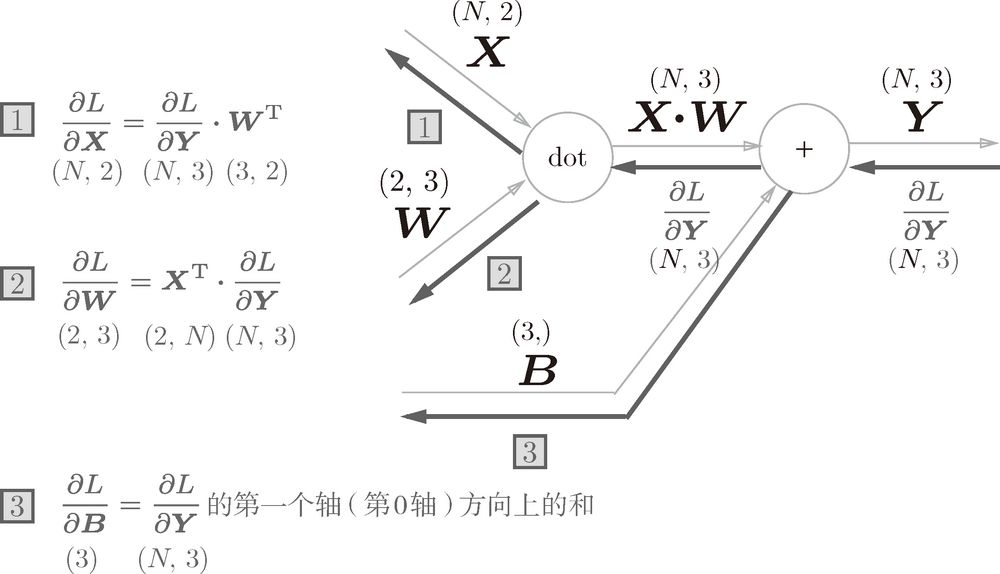 (N, 2)
X
1
∂L/∂X = ∂L/∂Y · W^T
(N, 2) (N, 3) (3, 2)
1
dot
(N, 3)
X·W
+
(N, 3)
Y
∂L/∂Y
(N, 3)
∂L/∂Y
(N, 3)
(2, 3)
W
2
2
∂L/∂W = X^T · ∂L/∂Y
(2, 3) (2, N) (N, 3)
(3,)
B
3
3
∂L/∂B = ∂L/∂Y 的第一个轴(第0轴)方向上的和
(3) (N, 3)